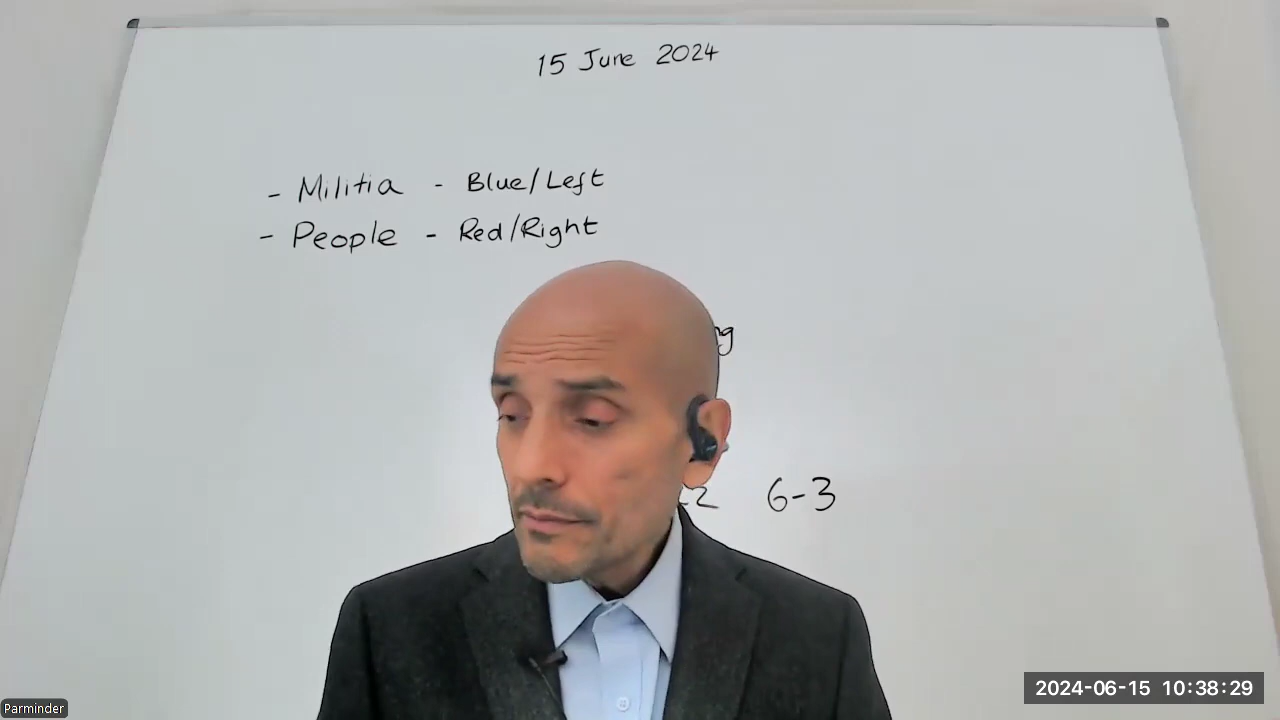 15 June 2024
- Militia - Blue/Left
- People - Red/Right
6-3
Parminder
2024-06-15 10:38:29